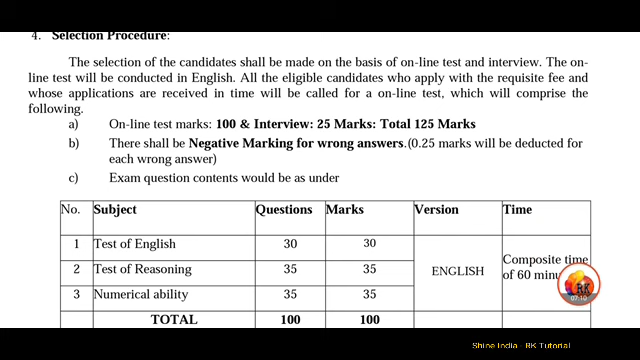 4. Selection Procedure:
The selection of the candidates shall be made on the basis of on-line test and interview. The on-
line test will be conducted in English. All the eligible candidates who apply with the requisite fee and
whose applications are received in time will be called for a on-line test, which will comprise the
following.
a) On-line test marks: 100 & Interview: 25 Marks: Total 125 Marks
b) There shall be Negative Marking for wrong answers.(0.25 marks will be deducted for
each wrong answer)
c) Exam question contents would be as under
No. Subject Questions Marks Version Time
1 Test of English 30 30
2 Test of Reasoning 35 35
3 Numerical ability 35 35
ENGLISH
Composite time
of 60
TOTAL 100 100
RK
07:10
Shine India - RK Tutorial